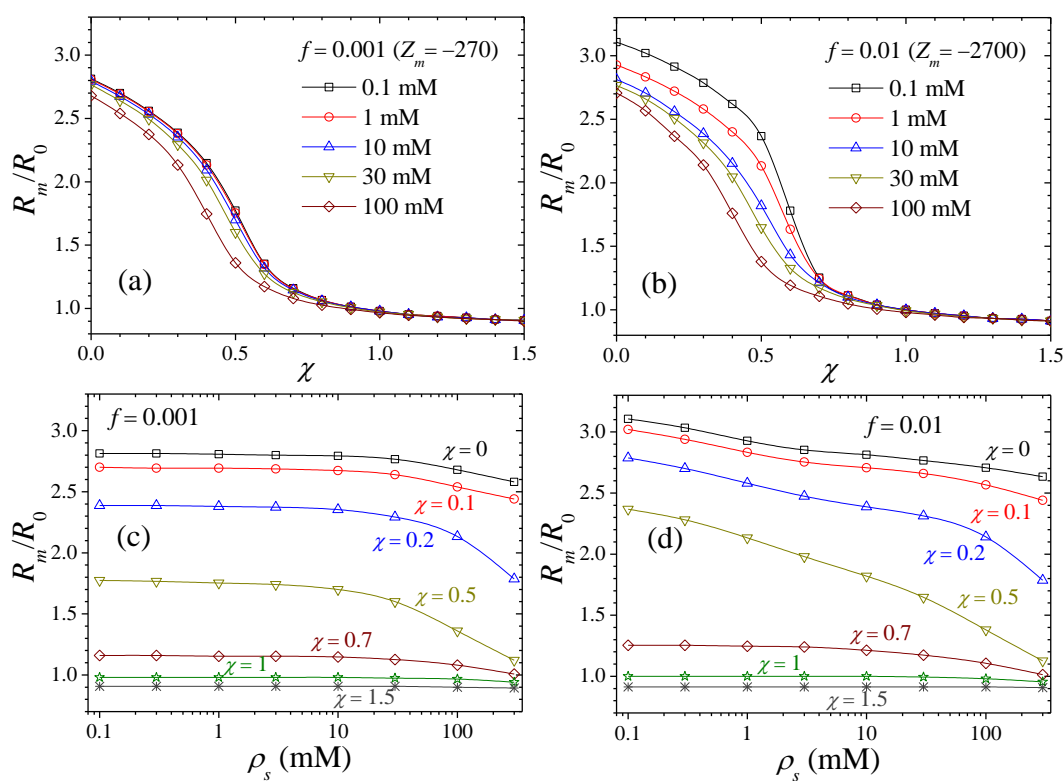 f = 0.001 (Z_m = −270)
0.1 mM
1 mM
10 mM
30 mM
100 mM
(a)
3.0
2.5
2.0
1.5
1.0
R_m/R_0
0.0 0.5 1.0 1.5
χ
f = 0.01 (Z_m = −2700)
0.1 mM
1 mM
10 mM
30 mM
100 mM
(b)
3.0
2.5
2.0
1.5
1.0
R_m/R_0
0.0 0.5 1.0 1.5
χ
f = 0.001
χ = 0
χ = 0.1
χ = 0.2
χ = 0.5
χ = 0.7
χ = 1
χ = 1.5
(c)
3.0
2.5
2.0
1.5
1.0
R_m/R_0
0.1 1 10 100
ρ_s (mM)
f = 0.01
χ = 0
χ = 0.1
χ = 0.2
χ = 0.5
χ = 0.7
χ = 1
χ = 1.5
(d)
3.0
2.5
2.0
1.5
1.0
R_m/R_0
0.1 1 10 100
ρ_s (mM)